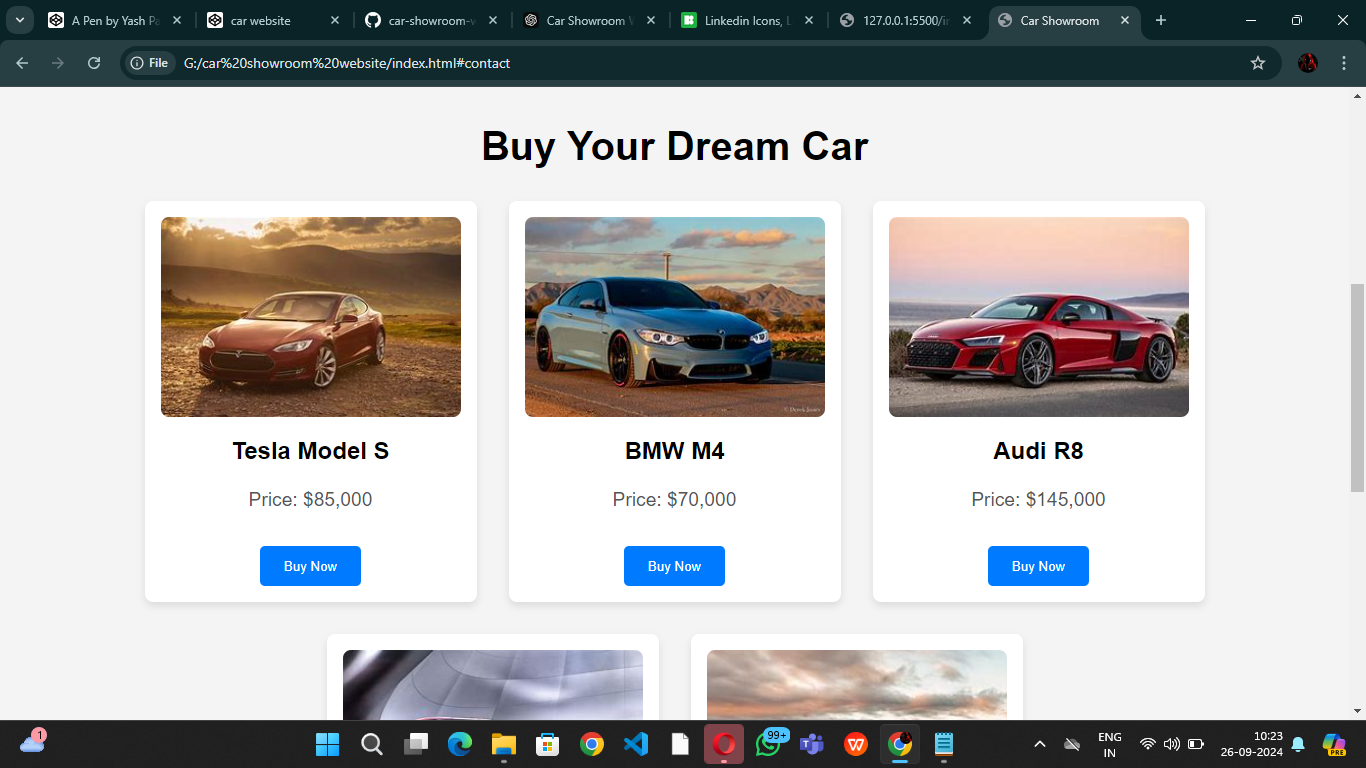 A Pen by Yash Pa
car website
car-showroom-w
Car Showroom
Linkedin Icons, L
127.0.0.1:5500/i
Car Showroom
File
G:/car%20showroom%20website/index.html#contact
Buy Your Dream Car
Tesla Model S
BMW M4
Audi R8
Price: $85,000
Price: $70,000
Price: $145,000
Buy Now
Buy Now
Buy Now
1
99+
ENG
IN
10:23
26-09-2024
PRE